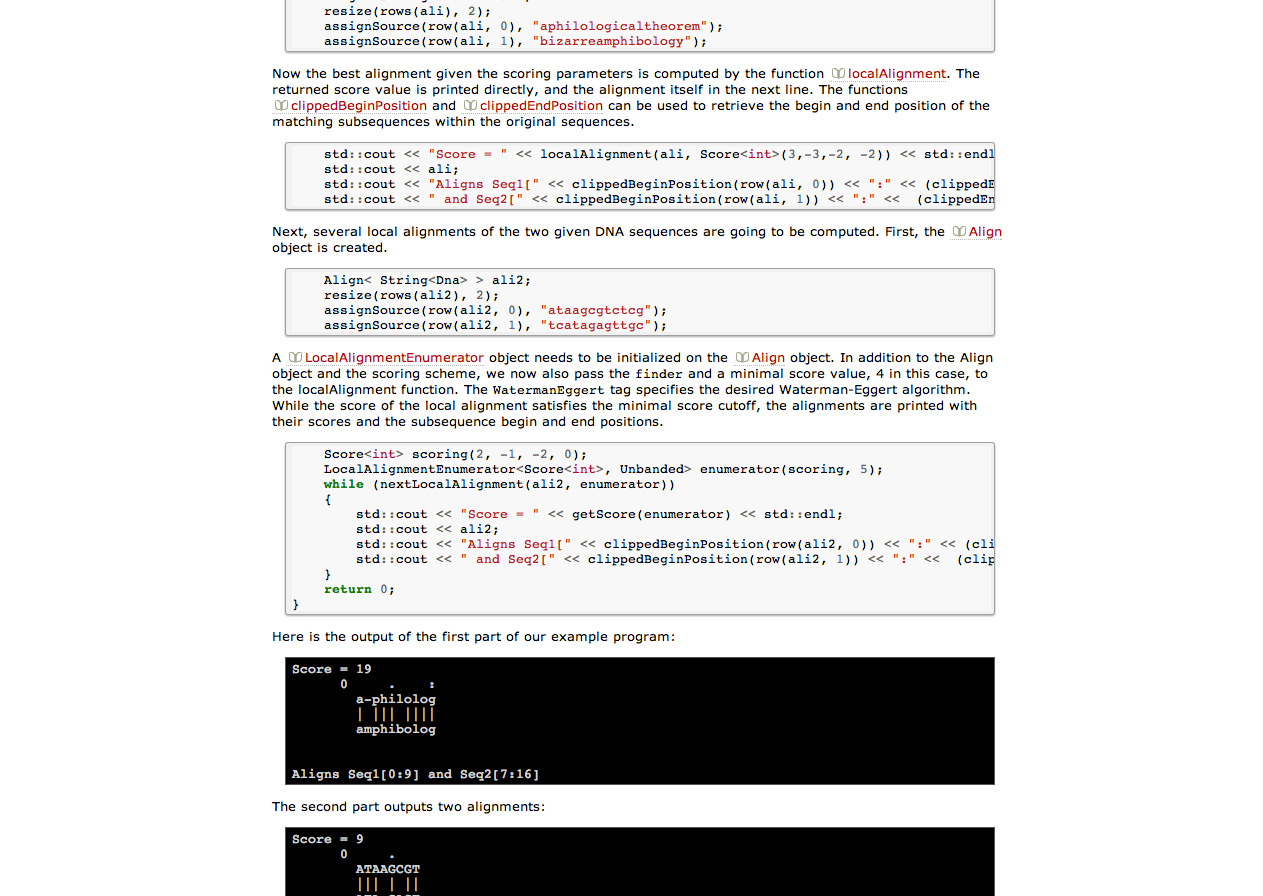 resize(rows(ali), 2);
assignSource(row(ali, 0), "aphilologicaltheorem");
assignSource(row(ali, 1), "bizarreamphibology");
Now the best alignment given the scoring parameters is computed by the function localAlignment. The
returned score value is printed directly, and the alignment itself in the next line. The functions
clippedBeginPosition and clippedEndPosition can be used to retrieve the begin and end position of the
matching subsequences within the original sequences.
std::cout << "Score = " << localAlignment(ali, Score<int>(3,-3,-2, -2)) << std::endl
std::cout << ali;
std::cout << "Aligns Seq1[" << clippedBeginPosition(row(ali, 0)) << ":" << (clippedE
std::cout << " and Seq2[" << clippedBeginPosition(row(ali, 1)) << ":" <<  (clippedEn
Next, several local alignments of the two given DNA sequences are going to be computed. First, the Align
object is created.
Align< String<Dna> > ali2;
resize(rows(ali2), 2);
assignSource(row(ali2, 0), "ataagcgtctcg");
assignSource(row(ali2, 1), "tcatagagttgc");
A LocalAlignmentEnumerator object needs to be initialized on the Align object. In addition to the Align
object and the scoring scheme, we now also pass the finder and a minimal score value, 4 in this case, to
the localAlignment function. The WatermanEggert tag specifies the desired Waterman-Eggert algorithm.
While the score of the local alignment satisfies the minimal score cutoff, the alignments are printed with
their scores and the subsequence begin and end positions.
Score<int> scoring(2, -1, -2, 0);
LocalAlignmentEnumerator<Score<int>, Unbanded> enumerator(scoring, 5);
while (nextLocalAlignment(ali2, enumerator))
{
std::cout << "Score = " << getScore(enumerator) << std::endl;
std::cout << ali2;
std::cout << "Aligns Seq1[" << clippedBeginPosition(row(ali2, 0)) << ":" << (cli
std::cout << " and Seq2[" << clippedBeginPosition(row(ali2, 1)) << ":" <<  (clip
}
return 0;
}
Here is the output of the first part of our example program:
Score = 19
0     .    :
a-philolog
| ||| ||||
amphibolog
Aligns Seq1[0:9] and Seq2[7:16]
The second part outputs two alignments:
Score = 9
0     .
ATAAGCGT
||| | ||